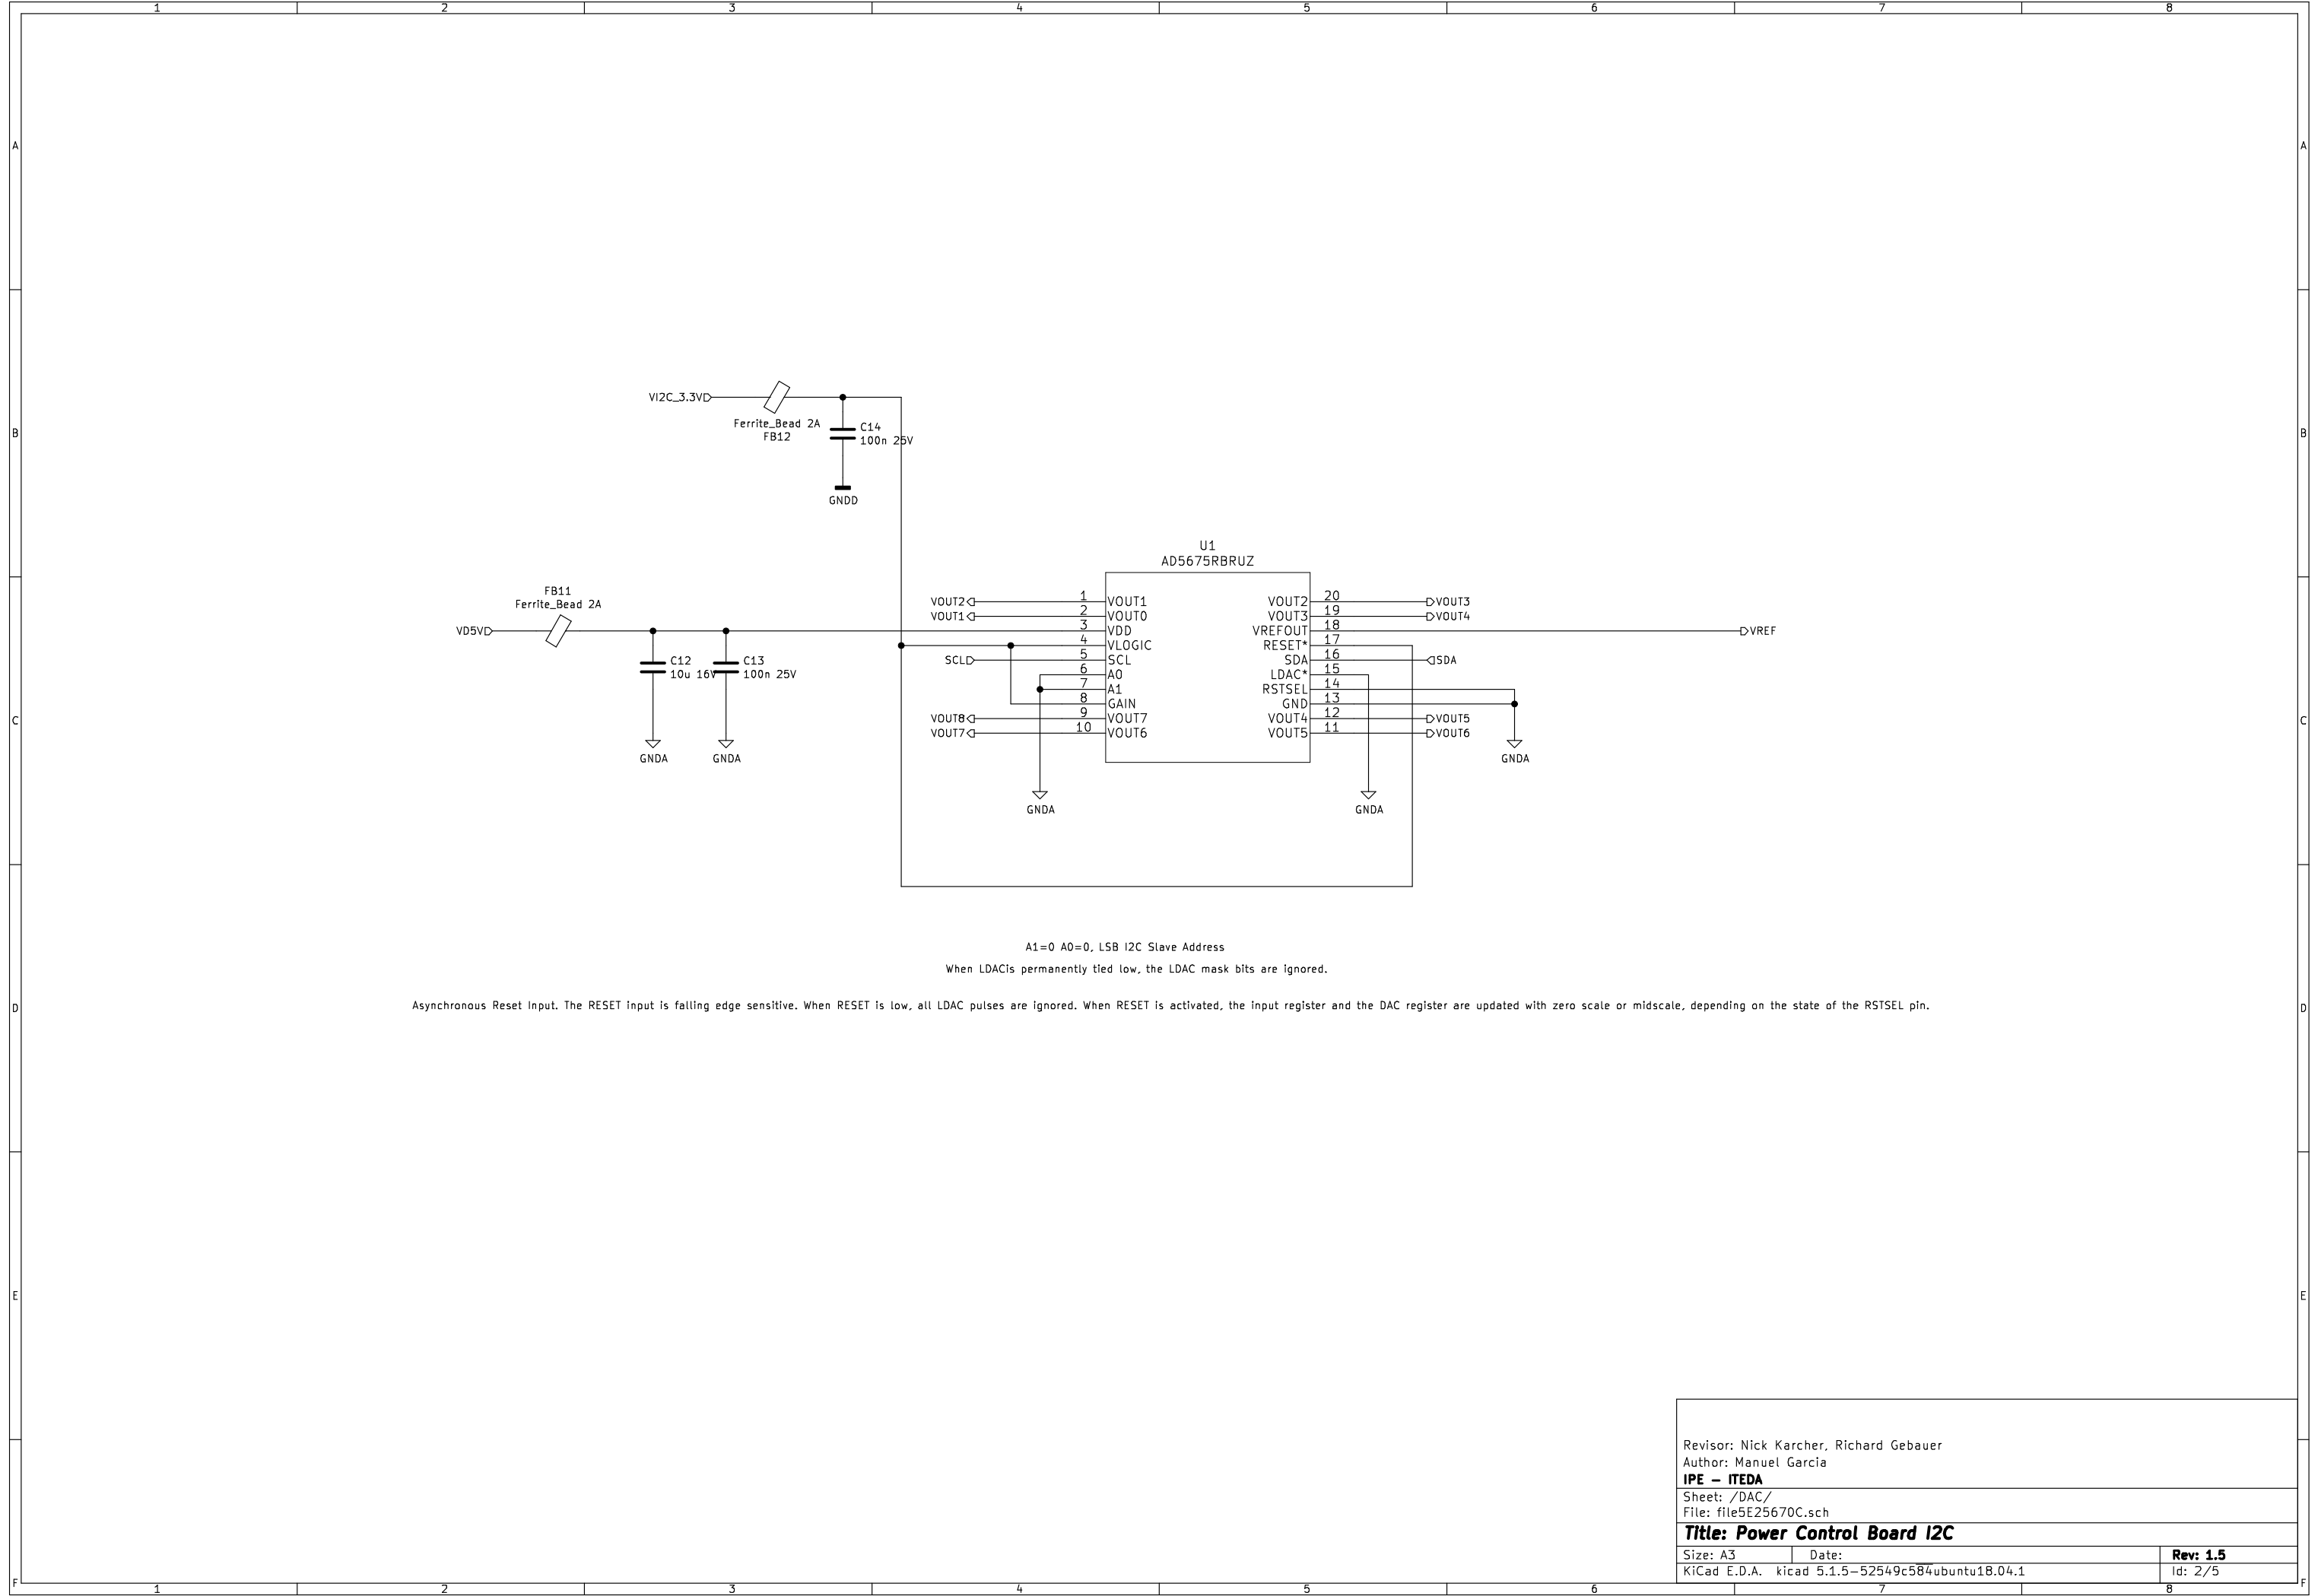 1 2 3 4 5 6 7 8
A A
B B
C C
D D
E E
F F
VI2C_3.3V
Ferrite_Bead 2A
FB12
C14
100n 25V
GNDD
U1
AD5675RBRUZ
FB11
Ferrite_Bead 2A
VD5V
C12
10u 16V
C13
100n 25V
GNDA
GNDA
VOUT2 1 VOUT1 VOUT2 20 VOUT3
VOUT1 2 VOUT0 VOUT3 19 VOUT4
3 VDD VREFOUT 18 VREF
4 VLOGIC RESET* 17
SCL 5 SCL SDA 16 SDA
6 A0 LDAC* 15
7 A1 RSTSEL 14
8 GAIN GND 13
VOUT8 9 VOUT7 VOUT4 12 VOUT5
VOUT7 10 VOUT6 VOUT5 11 VOUT6
GNDA
GNDA
GNDA
A1=0 A0=0, LSB I2C Slave Address
When LDACis permanently tied low, the LDAC mask bits are ignored.
Asynchronous Reset Input. The RESET input is falling edge sensitive. When RESET is low, all LDAC pulses are ignored. When RESET is activated, the input register and the DAC register are updated with zero scale or midscale, depending on the state of the RSTSEL pin.
Revisor: Nick Karcher, Richard Gebauer
Author: Manuel Garcia
IPE - ITEDA
Sheet: /DAC/
File: file5E25670C.sch
Title: Power Control Board I2C
Size: A3 Date: Rev: 1.5
KiCad E.D.A. kicad 5.1.5-52549c584ubuntu18.04.1 Id: 2/5
1 2 3 4 5 6 7 8